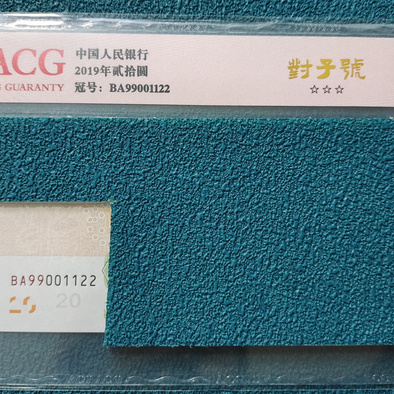 ACG
GUARANTY
中国人民银行
2019年贰拾圆
冠号：BA99001122
對子號
☆☆☆
BA99001122
20